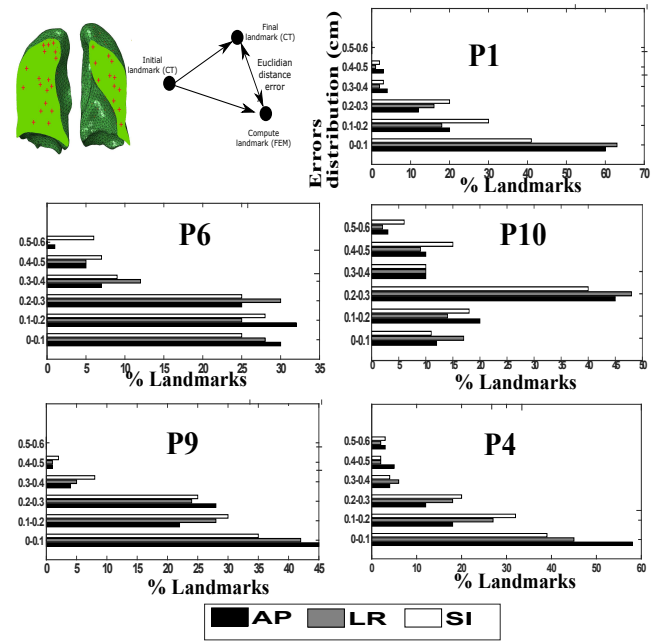 Final
landmark (CT)
Initial
landmark (CT)
Euclidian
distance
error
Compute
landmark (FEM)
Errors
distribution (cm)
P1
0.5-0.6
0.4-0.5
0.3-0.4
0.2-0.3
0.1-0.2
0-0.1
0 10 20 30 40 50 60 70
% Landmarks
P6
0.5-0.6
0.4-0.5
0.3-0.4
0.2-0.3
0.1-0.2
0-0.1
0 5 10 15 20 25 30 35
% Landmarks
P10
0.5-0.6
0.4-0.5
0.3-0.4
0.2-0.3
0.1-0.2
0-0.1
0 5 10 15 20 25 30 35 40 45 50
% Landmarks
P9
0.5-0.6
0.4-0.5
0.3-0.4
0.2-0.3
0.1-0.2
0-0.1
0 5 10 15 20 25 30 35 40 45
% Landmarks
P4
0.5-0.6
0.4-0.5
0.3-0.4
0.2-0.3
0.1-0.2
0-0.1
0 10 20 30 40 50 60
% Landmarks
AP LR SI